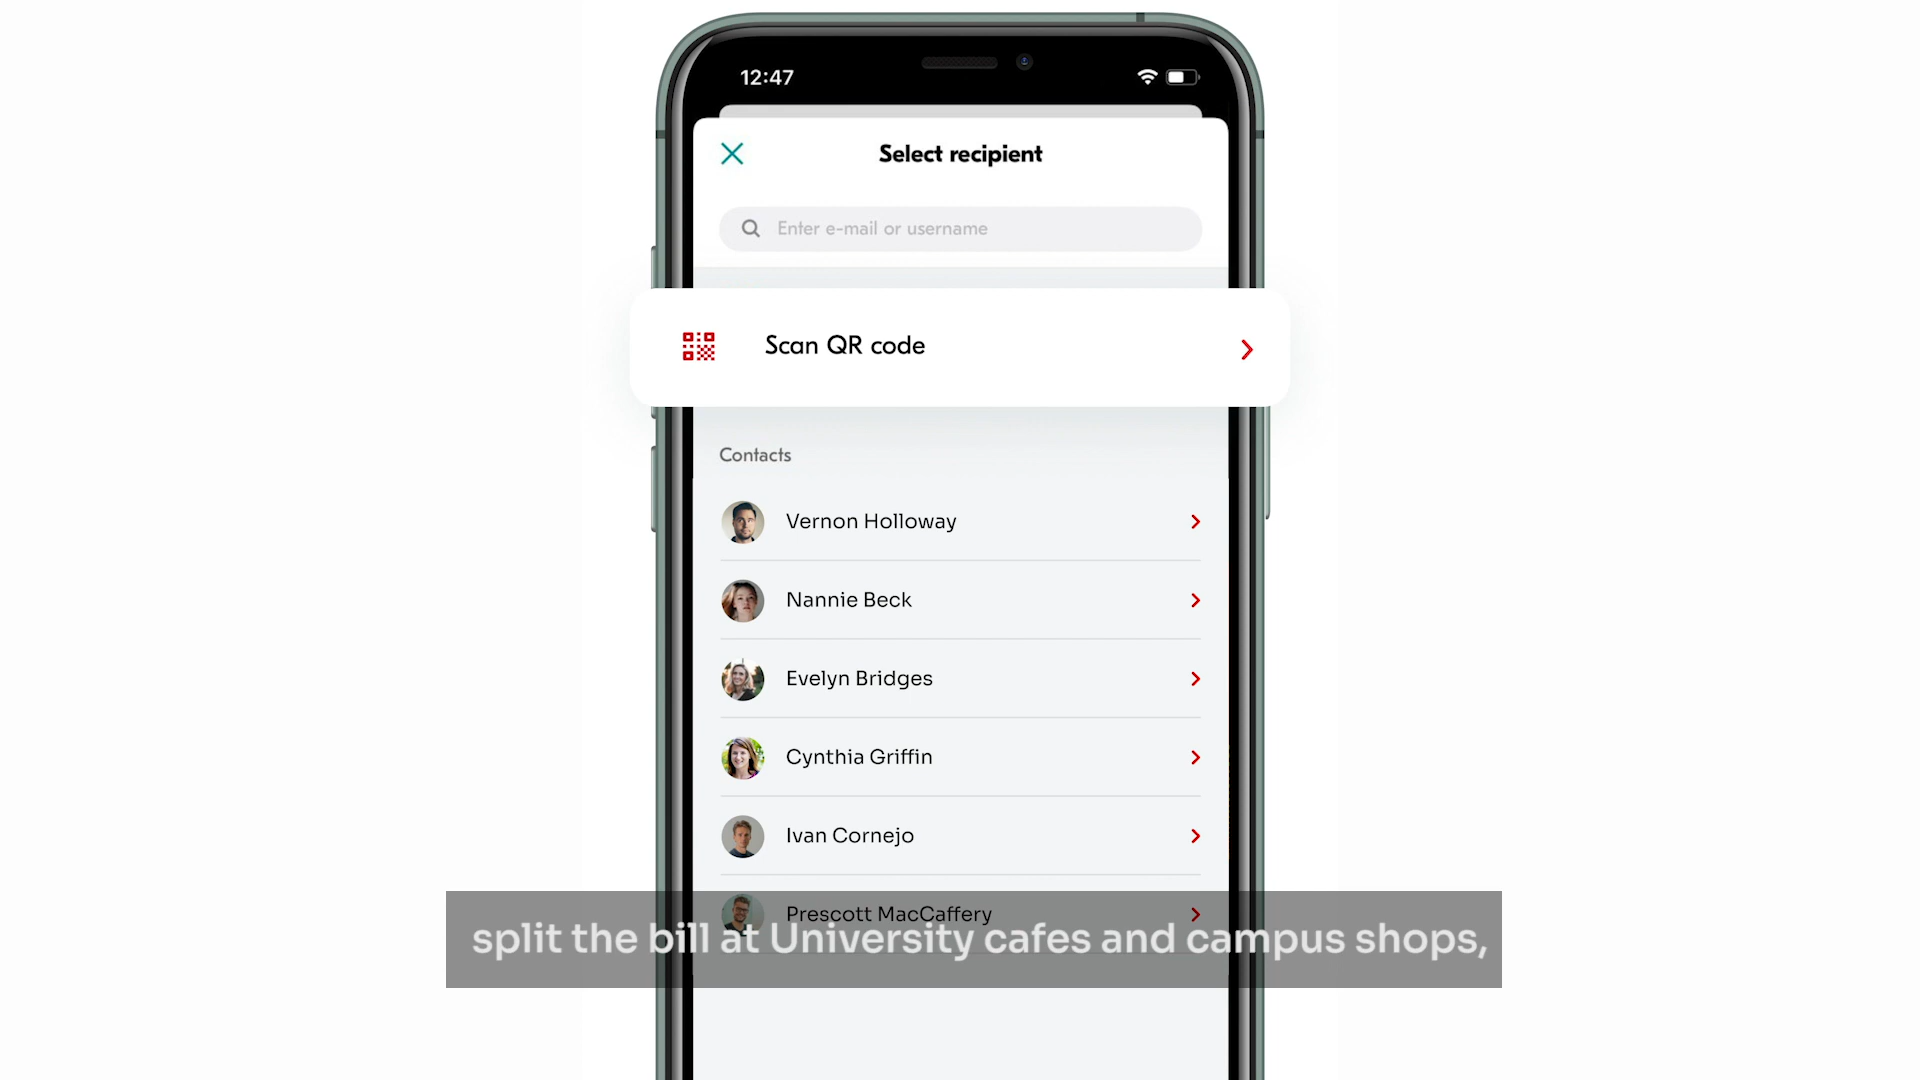 12:47
Select recipient
Enter e-mail or username
Scan QR code
Contacts
Vernon Holloway
Nannie Beck
Evelyn Bridges
Cynthia Griffin
Ivan Cornejo
Prescott MacCaffery
split the bill at University cafes and campus shops,